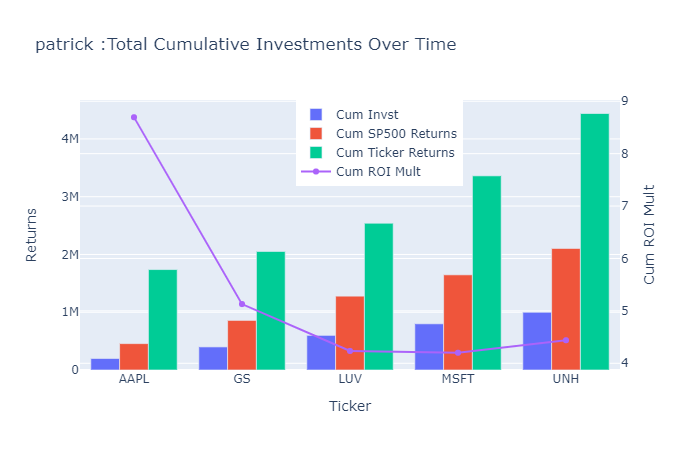 patrick :Total Cumulative Investments Over Time
Cum Invst
Cum SP500 Returns
Cum Ticker Returns
Cum ROI Mult
Returns
4M
3M
2M
1M
0
9
8
7
6
5
4
Cum ROI Mult
AAPL
GS
LUV
MSFT
UNH
Ticker